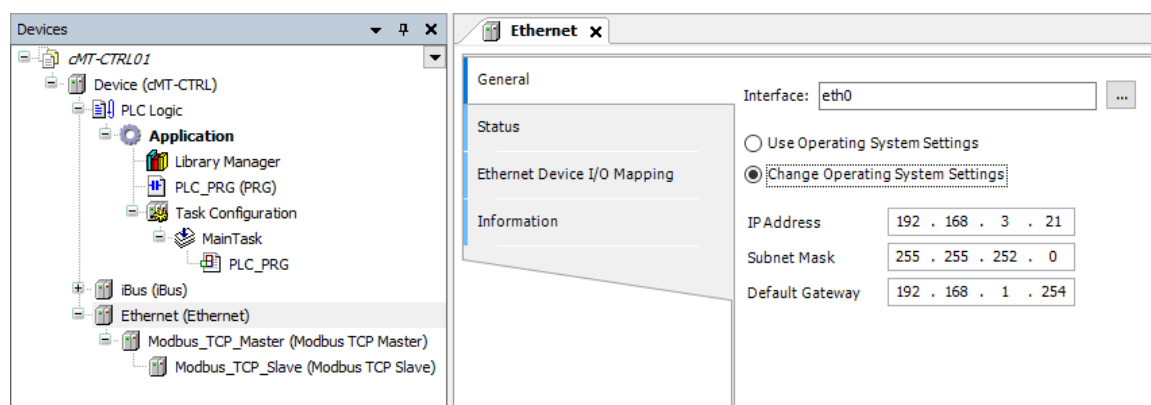 Devices
cMT-CTRL01
Device (cMT-CTRL)
PLC Logic
Application
Library Manager
PLC_PRG (PRG)
Task Configuration
MainTask
PLC_PRG
iBus (iBus)
Ethernet (Ethernet)
Modbus_TCP_Master (Modbus TCP Master)
Modbus_TCP_Slave (Modbus TCP Slave)
Ethernet
General
Status
Ethernet Device I/O Mapping
Information
Interface: eth0 ...
Use Operating System Settings
Change Operating System Settings
IP Address 192 . 168 . 3 . 21
Subnet Mask 255 . 255 . 252 . 0
Default Gateway 192 . 168 . 1 . 254